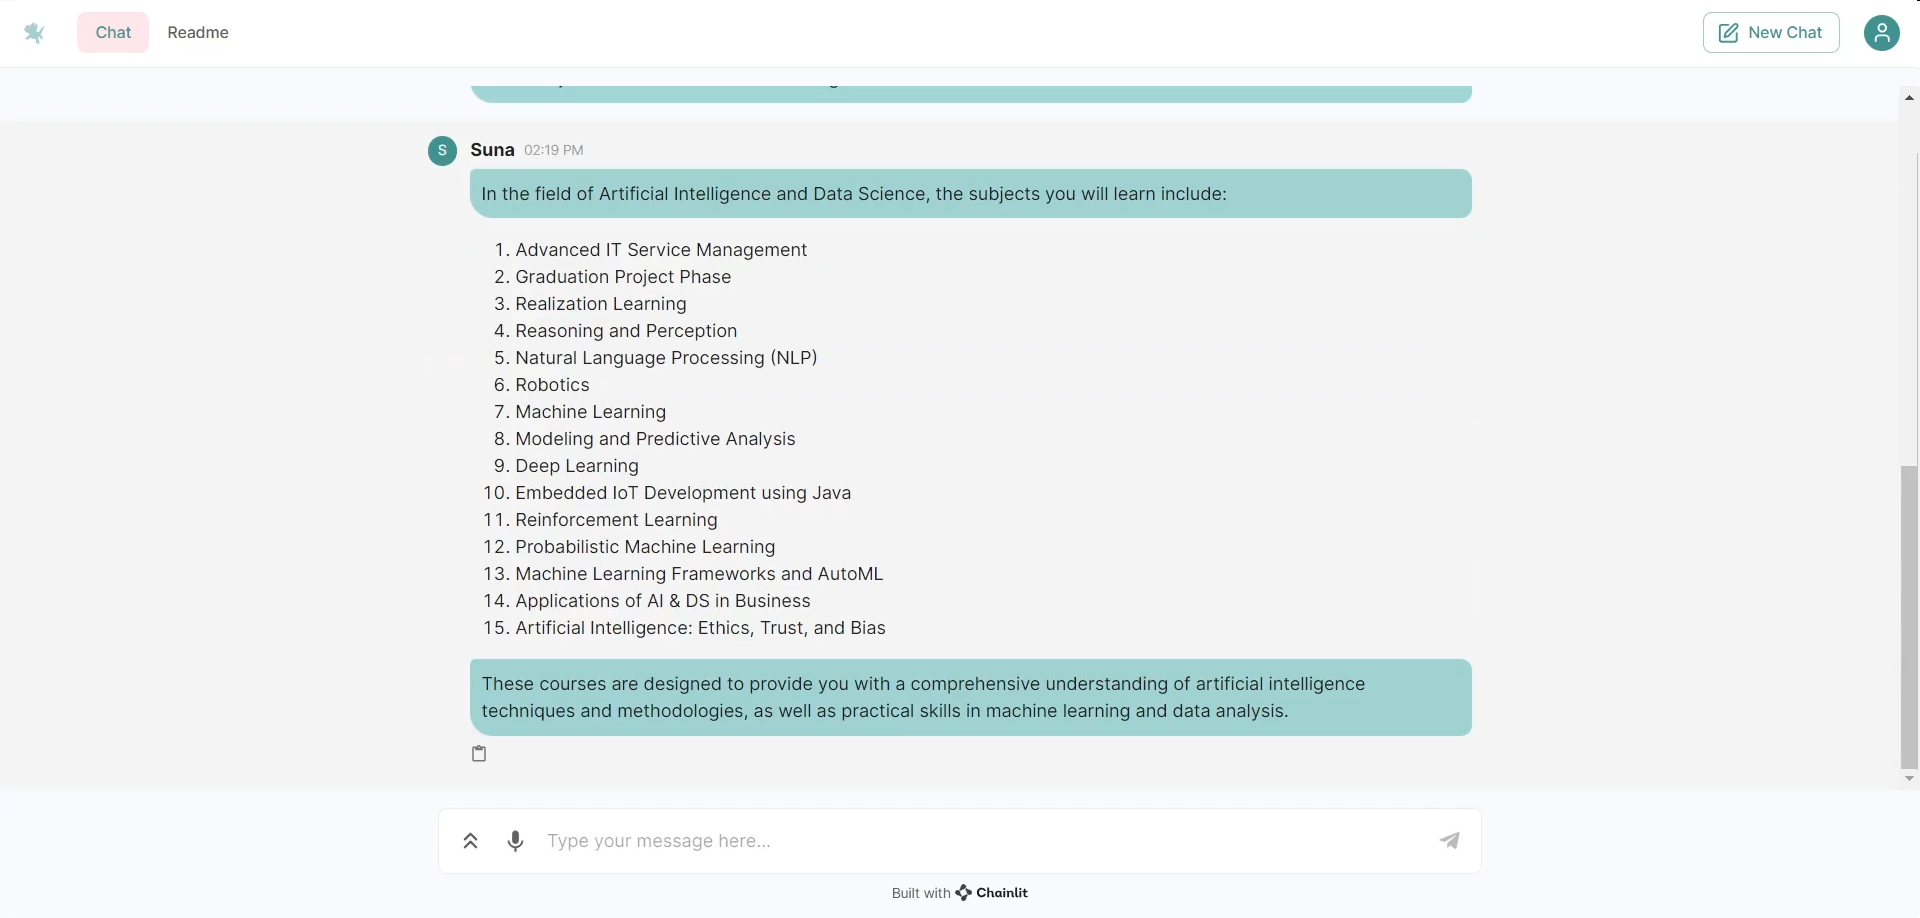 Chat
Readme
New Chat
S
Suna 02:19 PM
In the field of Artificial Intelligence and Data Science, the subjects you will learn include:
1. Advanced IT Service Management
2. Graduation Project Phase
3. Realization Learning
4. Reasoning and Perception
5. Natural Language Processing (NLP)
6. Robotics
7. Machine Learning
8. Modeling and Predictive Analysis
9. Deep Learning
10. Embedded IoT Development using Java
11. Reinforcement Learning
12. Probabilistic Machine Learning
13. Machine Learning Frameworks and AutoML
14. Applications of AI & DS in Business
15. Artificial Intelligence: Ethics, Trust, and Bias
These courses are designed to provide you with a comprehensive understanding of artificial intelligence
techniques and methodologies, as well as practical skills in machine learning and data analysis.
Type your message here...
Built with Chainlit